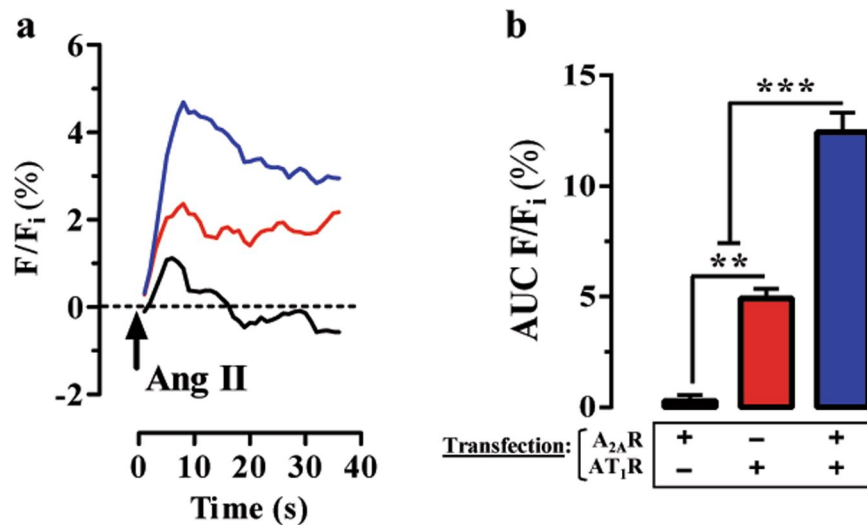 a
F/Fi (%)
6
4
2
0
-2
Ang II
0 10 20 30 40
Time (s)
b
AUC F/Fi (%)
15
10
5
0
***
**
Transfection:
A2AR + – +
AT1R – + +